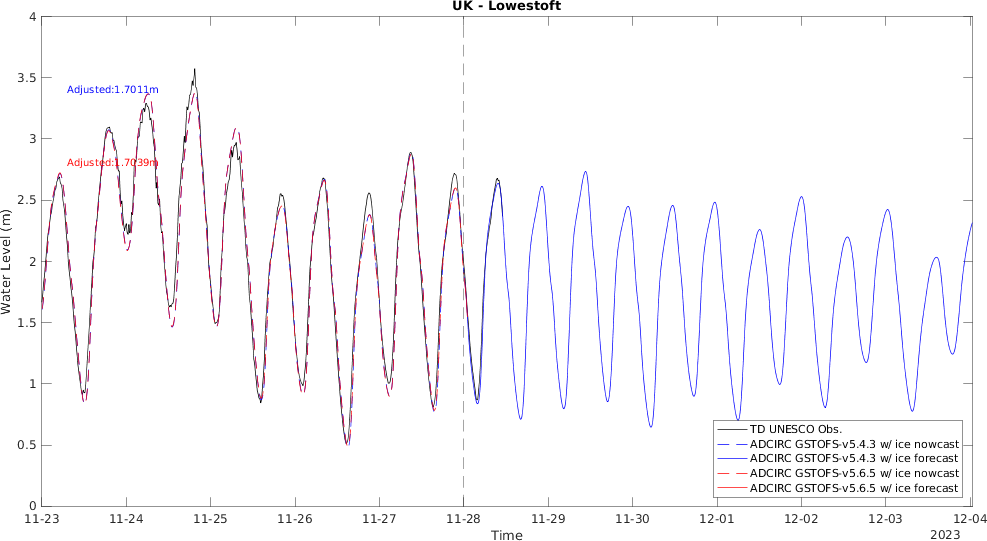 UK - Lowestoft
4
3.5
3
2.5
2
1.5
1
0.5
0
Water Level (m)
Adjusted:1.7011m
Adjusted:1.7039m
TD UNESCO Obs.
ADCIRC GSTOFS-v5.4.3 w/ ice nowcast
ADCIRC GSTOFS-v5.4.3 w/ ice forecast
ADCIRC GSTOFS-v5.6.5 w/ ice nowcast
ADCIRC GSTOFS-v5.6.5 w/ ice forecast
11-23 11-24 11-25 11-26 11-27 11-28 11-29 11-30 12-01 12-02 12-03 12-04
Time
2023